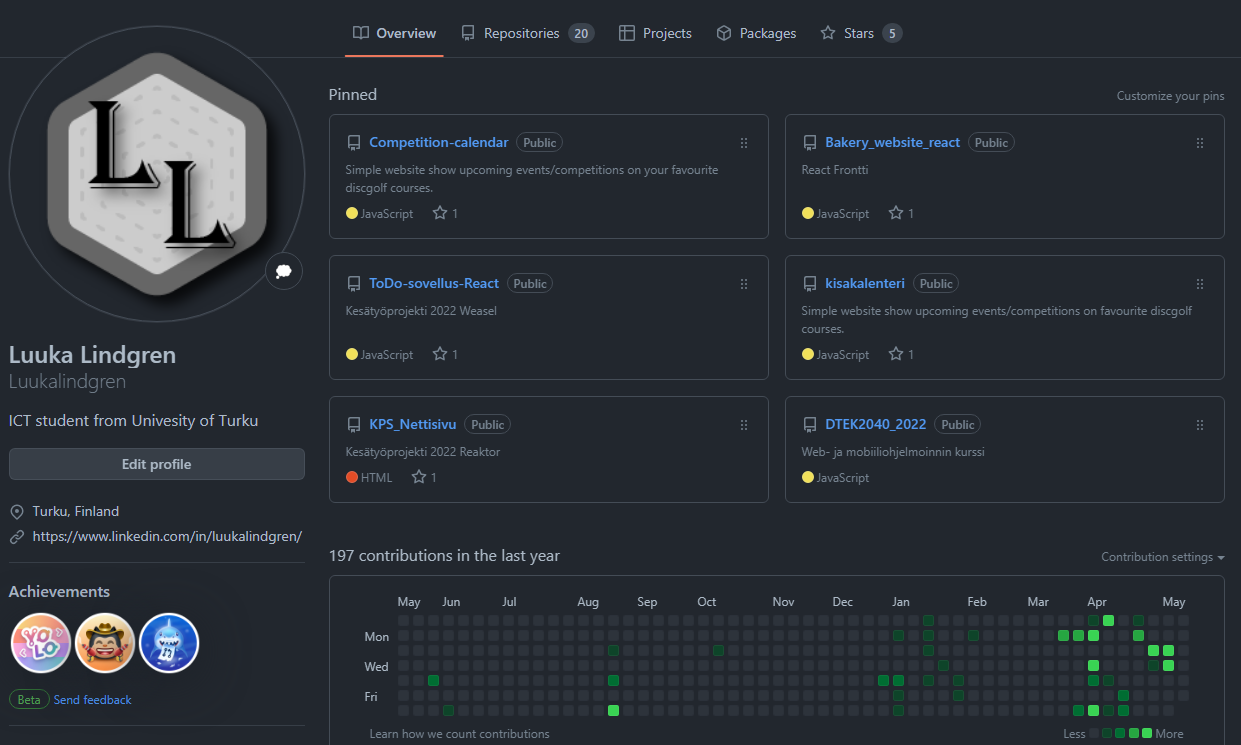 Overview Repositories 20 Projects Packages Stars 5
LL
Luuka Lindgren
Luukalindgren
ICT student from Univesity of Turku
Edit profile
Turku, Finland
https://www.linkedin.com/in/luukalindgren/
Achievements
YOLO
Beta Send feedback
Pinned
Customize your pins
Competition-calendar Public
Simple website show upcoming events/competitions on your favourite
discgolf courses.
JavaScript 1
Bakery_website_react Public
React Frontti
JavaScript 1
ToDo-sovellus-React Public
Kesätyöprojekti 2022 Weasel
JavaScript 1
kisakalenteri Public
Simple website show upcoming events/competitions on favourite discgolf
courses.
JavaScript 1
KPS_Nettisivu Public
Kesätyöprojekti 2022 Reaktor
HTML 1
DTEK2040_2022 Public
Web- ja mobiiliohjelmoinnin kurssi
JavaScript
197 contributions in the last year
Contribution settings
May Jun Jul Aug Sep Oct Nov Dec Jan Feb Mar Apr May
Mon
Wed
Fri
Learn how we count contributions
Less More